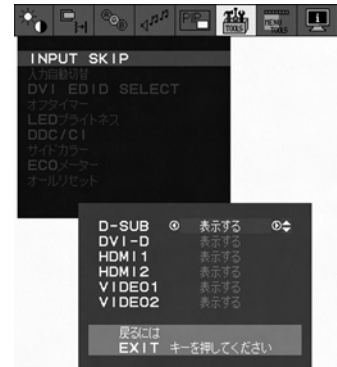 PIP
TOOLS
MENU
TOOLS
INPUT SKIP
入力自動切替
DVI EDID SELECT
オフタイマー
LEDブライトネス
DDC/CI
サイドカラー
ECOメーター
オールリセット
D-SUB 表示する
DVI-D 表示する
HDMI1 表示する
HDMI2 表示する
VIDEO1 表示する
VIDEO2 表示する
戻るには
EXIT キーを押してください